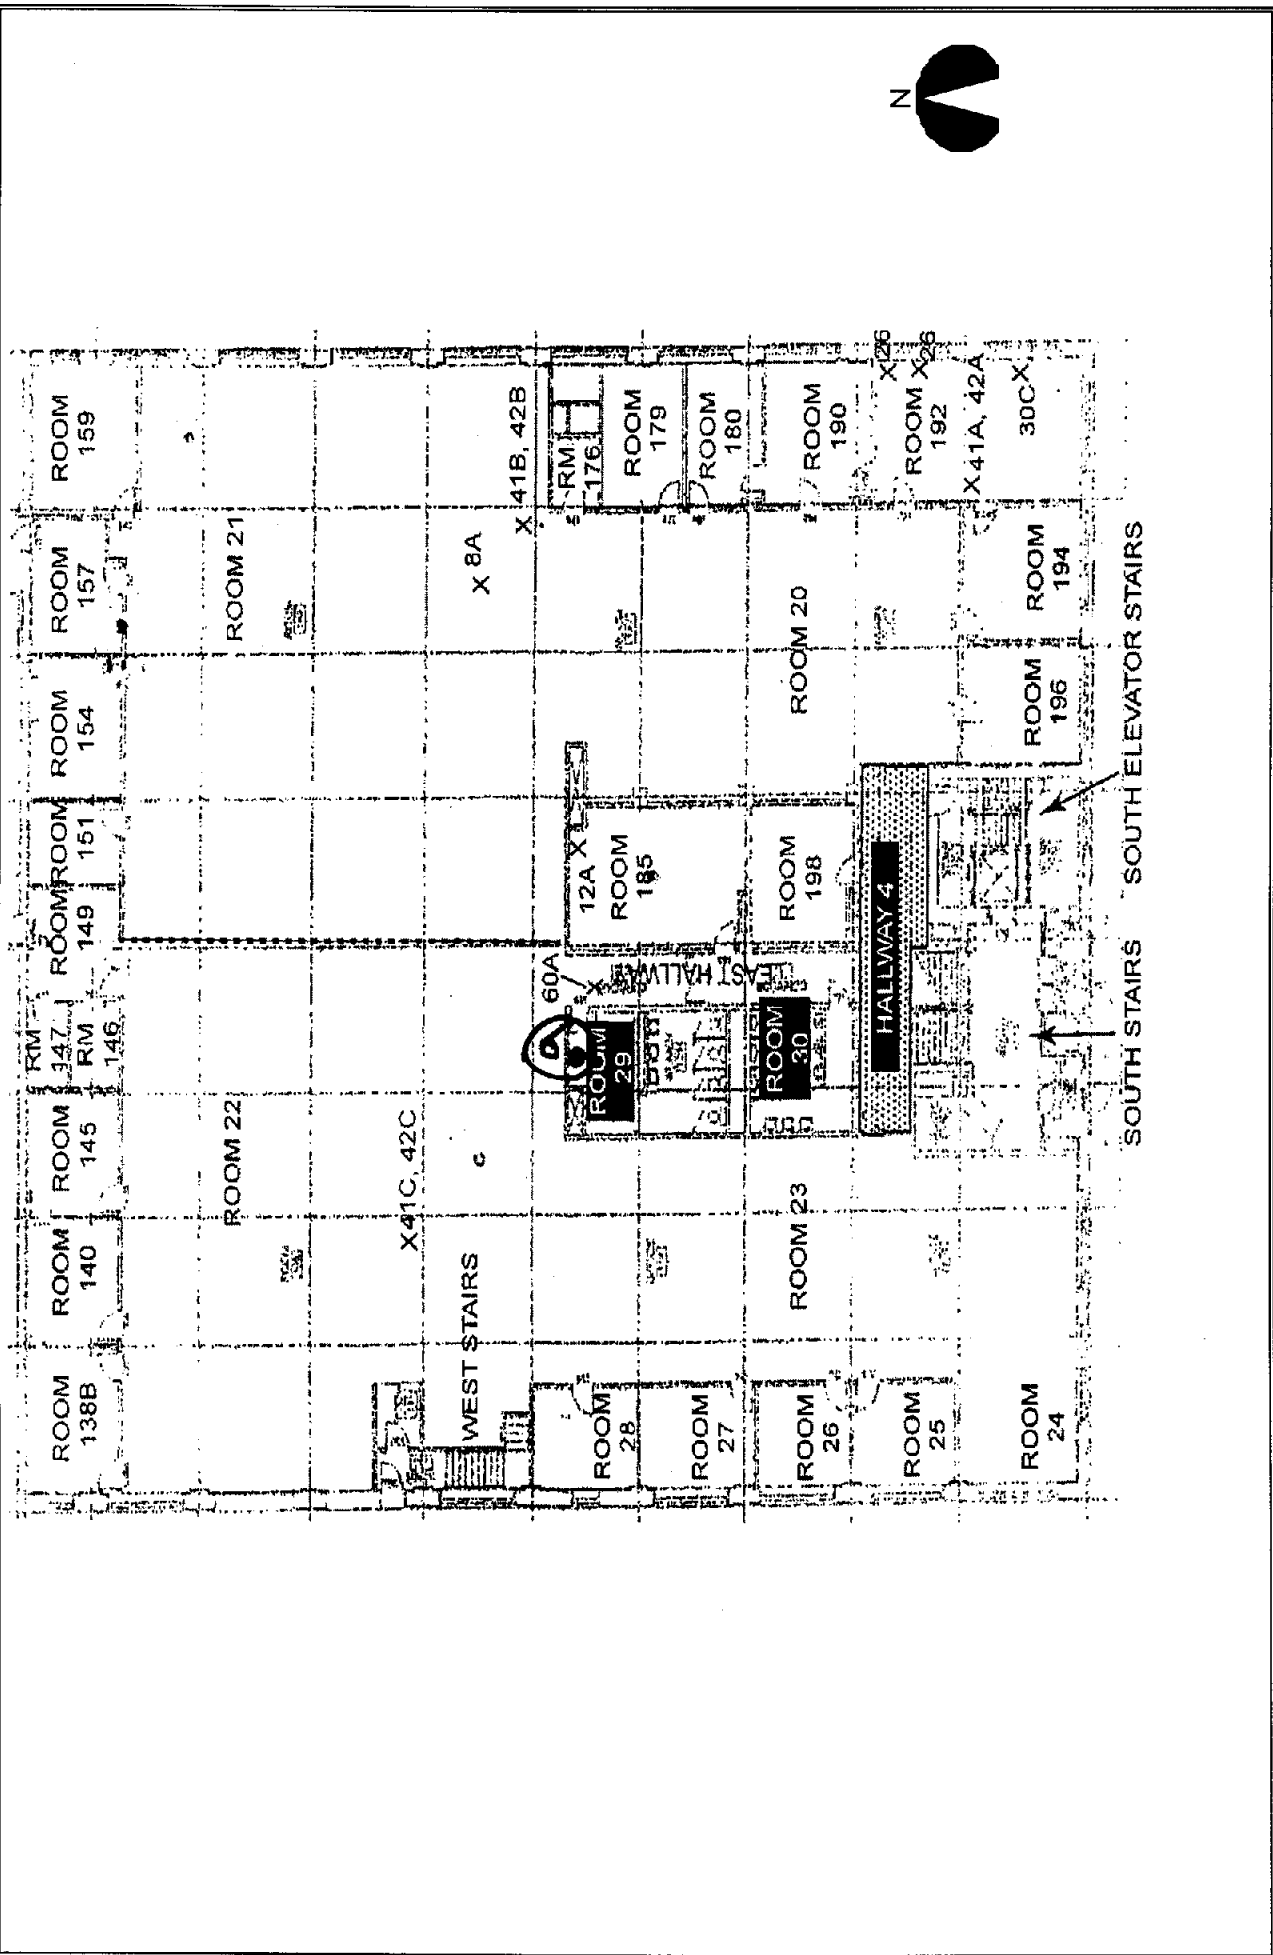 ROOM
138B
ROOM
140
ROOM
145
RM
147
RM
146
ROOM
149
ROOM
151
ROOM
154
ROOM
157
ROOM
159
ROOM 22
ROOM 21
X41C, 42C
WEST STAIRS
C
X 8A
X 41B, 42B
60A
X
D
12A X
RM
176
ROOM
28
ROOM
29
ROOM
185
ROOM
179
EAST HALLWAY
ROOM
27
ROOM
180
ROOM
26
ROOM 23
ROOM
30
ROOM
198
ROOM 20
ROOM
190
HALLWAY 4
X26
X26
ROOM
25
ROOM
192
X41A, 42A
30C X
ROOM
24
ROOM
196
ROOM
194
SOUTH STAIRS
SOUTH ELEVATOR STAIRS
N